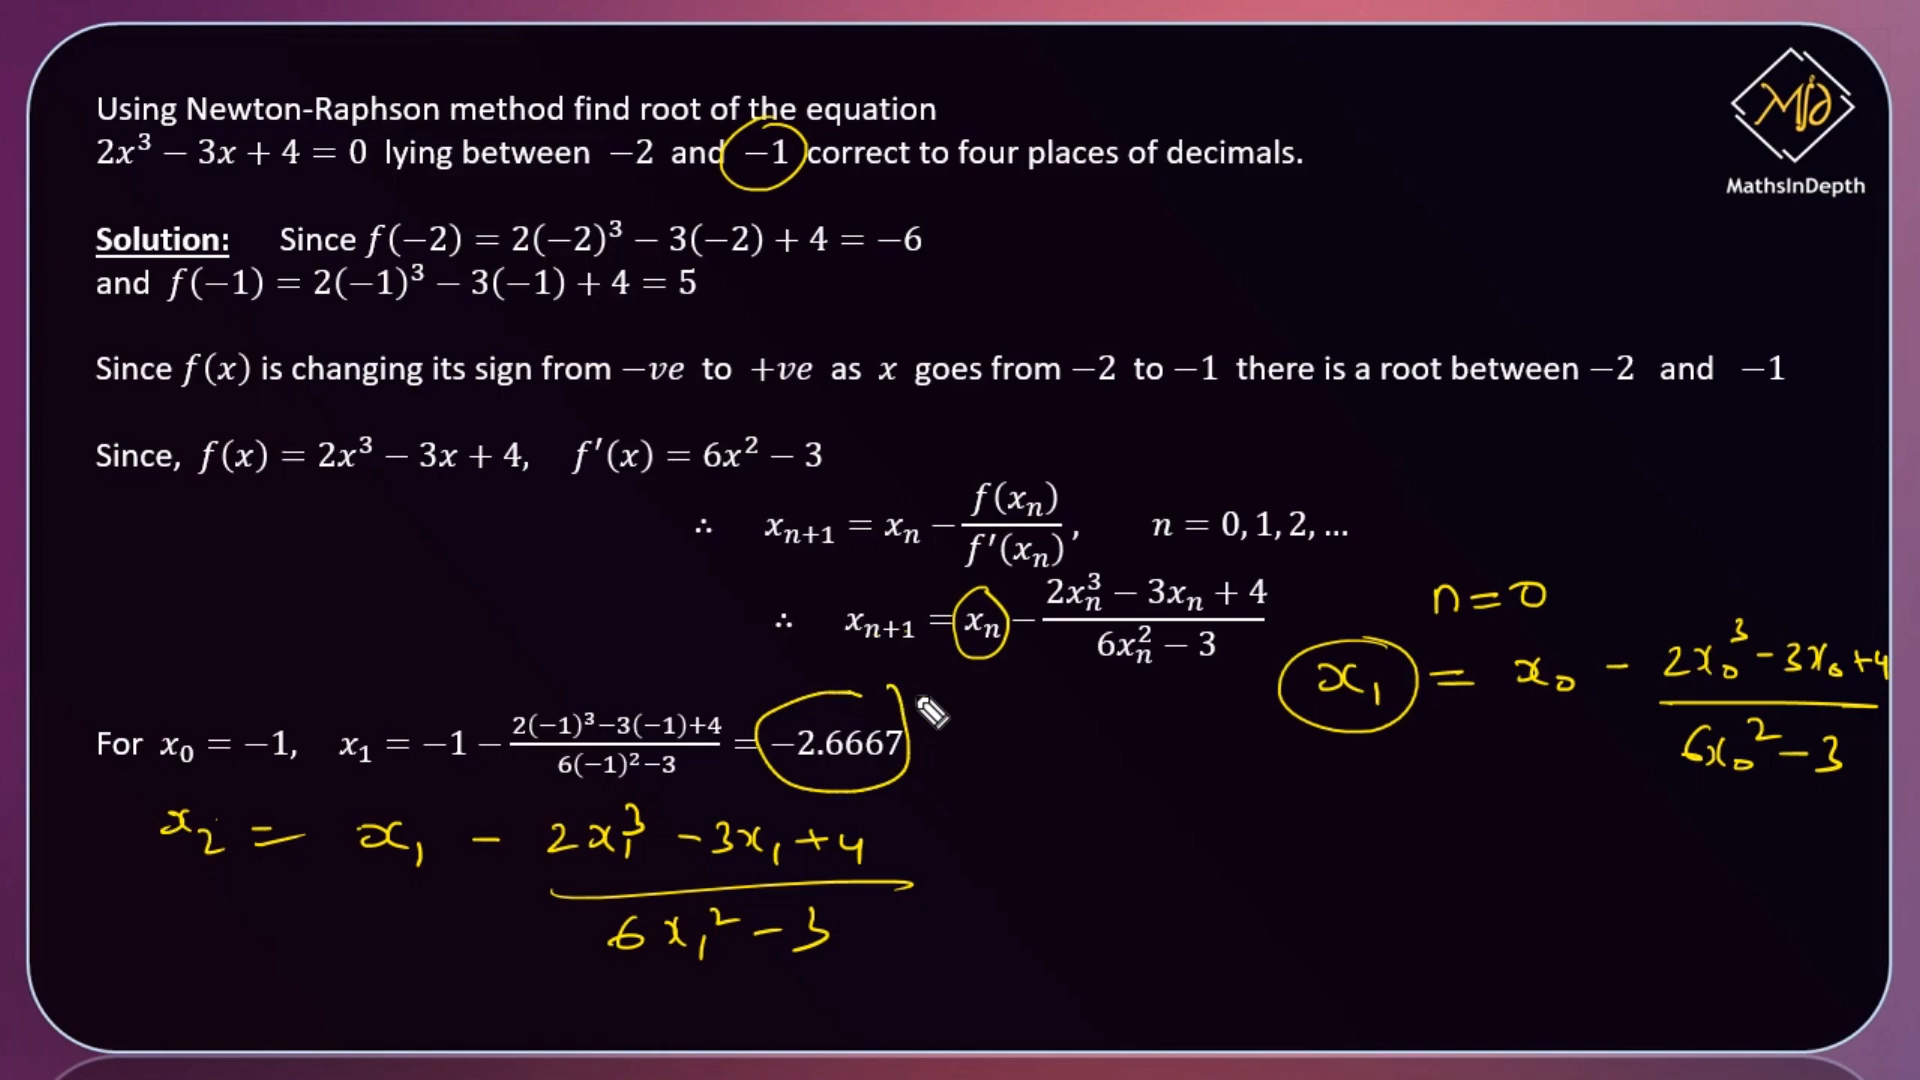 Using Newton-Raphson method find root of the equation
2x³ − 3x + 4 = 0 lying between −2 and −1 correct to four places of decimals.
MathsInDepth
Solution: Since f(−2) = 2(−2)³ − 3(−2) + 4 = −6
and f(−1) = 2(−1)³ − 3(−1) + 4 = 5
Since f(x) is changing its sign from −ve to +ve as x goes from −2 to −1 there is a root between −2 and −1
Since, f(x) = 2x³ − 3x + 4, f′(x) = 6x² − 3
∴ xₙ₊₁ = xₙ − f(xₙ)/f′(xₙ), n = 0, 1, 2, ...
∴ xₙ₊₁ = xₙ − (2xₙ³ − 3xₙ + 4)/(6xₙ² − 3)
n = 0
x₁ = x₀ − (2x₀³ − 3x₀ + 4)/(6x₀² − 3)
For x₀ = −1, x₁ = −1 − (2(−1)³−3(−1)+4)/(6(−1)²−3) = −2.6667
x₂ = x₁ − (2x₁³ − 3x₁ + 4)/(6x₁² − 3)